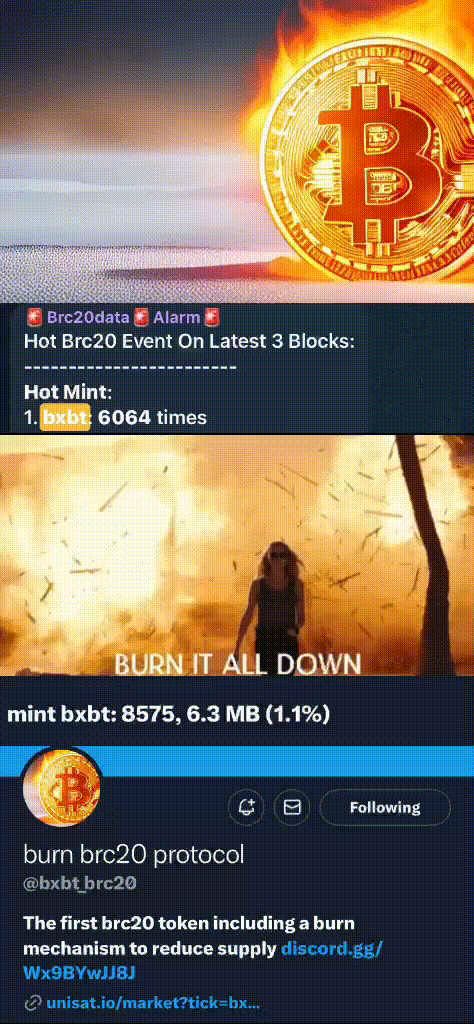 🚨Brc20data🚨Alarm🚨
Hot Brc20 Event On Latest 3 Blocks:
------------------------
Hot Mint:
1. bxbt: 6064 times
BURN IT ALL DOWN
mint bxbt: 8575, 6.3 MB (1.1%)
Following
burn brc20 protocol
@bxbt_brc20
The first brc20 token including a burn
mechanism to reduce supply discord.gg/
Wx9BYwJJ8J
unisat.io/market?tick=bx...